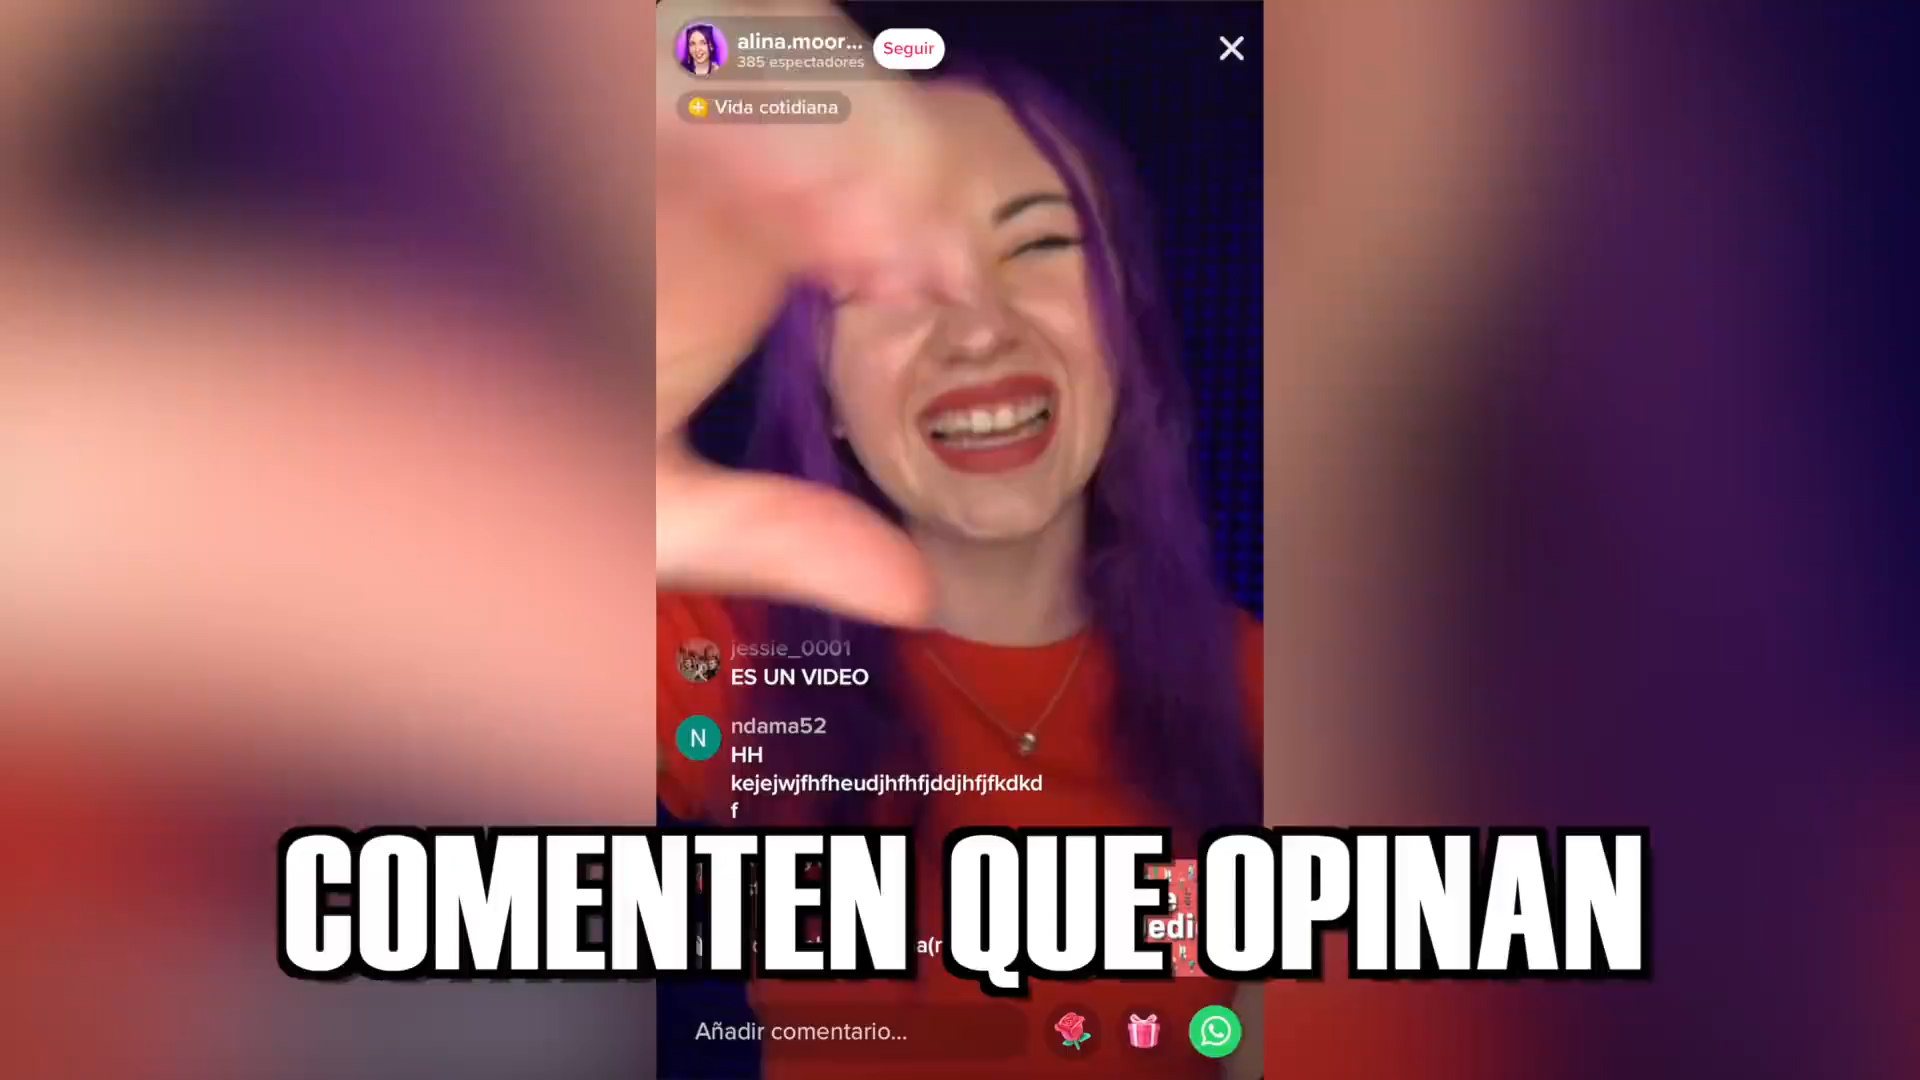 alina.moor...
385 espectadores
Seguir
Vida cotidiana
jessie_0001
ES UN VIDEO
N
ndama52
HH
kejejwjfhfheudjhfhfjddjhfjfkdkd
f
COMENTEN QUE OPINAN
edi
a(r
Añadir comentario...